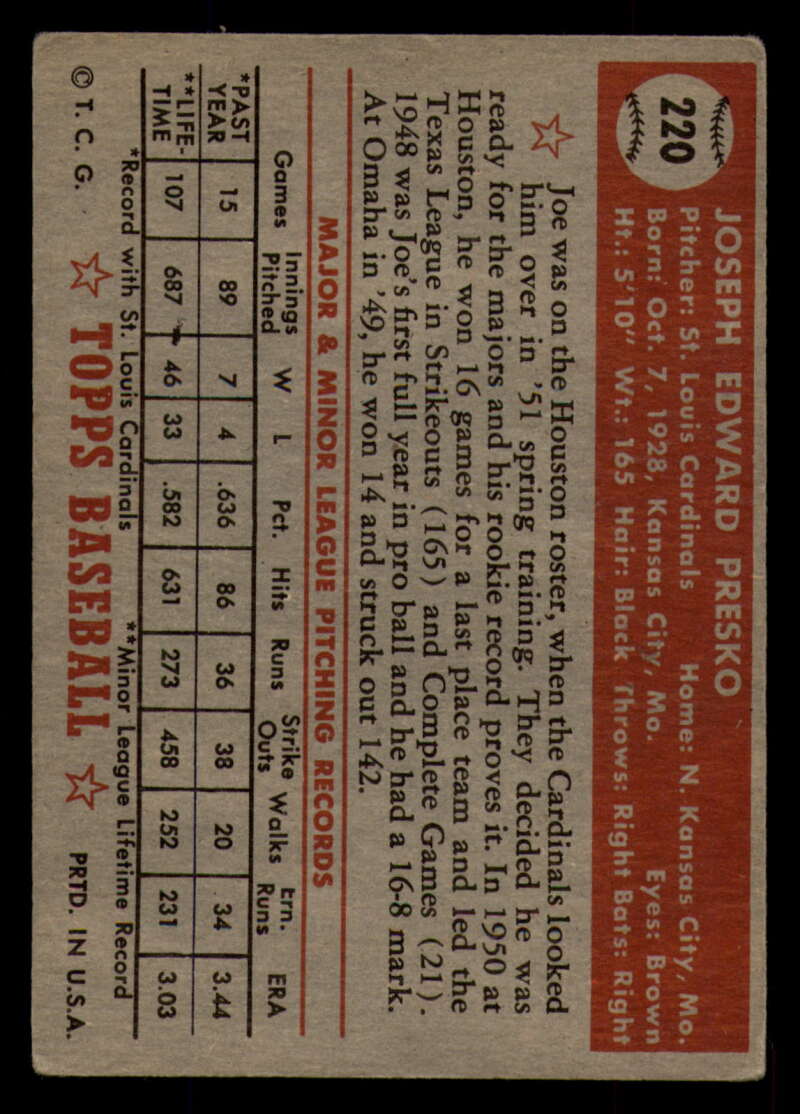 220
JOSEPH EDWARD PRESKO
Pitcher: St. Louis Cardinals Home: N. Kansas City, Mo.
Born: Oct. 7, 1928, Kansas City, Mo. Eyes: Brown
Ht.: 5'10" Wt.: 165 Hair: Black Throws: Right Bats: Right
Joe was on the Houston roster, when the Cardinals looked
him over in '51 spring training. They decided he was
ready for the majors and his rookie record proves it. In 1950 at
Houston, he won 16 games for a last place team and led the
Texas League in Strikeouts (165) and Complete Games (21).
1948 was Joe's first full year in pro ball and he had a 16-8 mark.
At Omaha in '49, he won 14 and struck out 142.
MAJOR & MINOR LEAGUE PITCHING RECORDS
Games Innings Pitched W L Pct. Hits Runs Strike Outs Walks Ern. Runs ERA
*PAST YEAR 15 89 7 4 .636 86 36 38 20 34 3.44
**LIFE-TIME 107 687 46 33 .582 631 273 458 252 231 3.03
*Record with St. Louis Cardinals **Minor League Lifetime Record
© T. C. G. TOPPS BASEBALL PRTD. IN U.S.A.